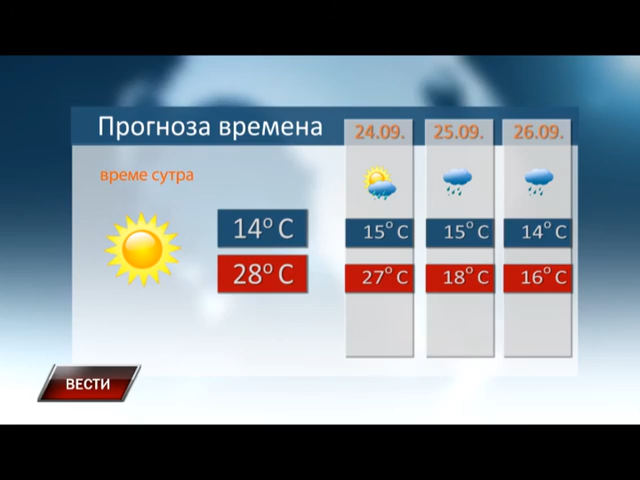 Прогноза времена
време сутра
14° C
28° C
24.09.
15° C
27° C
25.09.
15° C
18° C
26.09.
14° C
16° C
ВЕСТИ